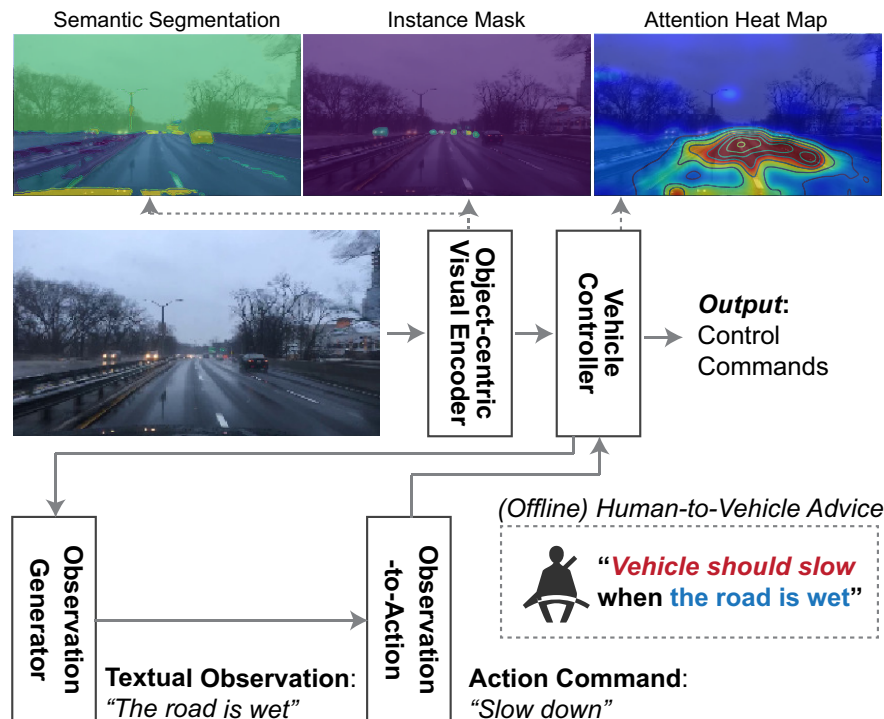 Semantic Segmentation
Instance Mask
Attention Heat Map
Object-centric
Visual Encoder
Vehicle
Controller
Output:
Control
Commands
(Offline) Human-to-Vehicle Advice
“Vehicle should slow
when the road is wet”
Observation
Generator
Observation
-to-Action
Textual Observation:
“The road is wet”
Action Command:
“Slow down”